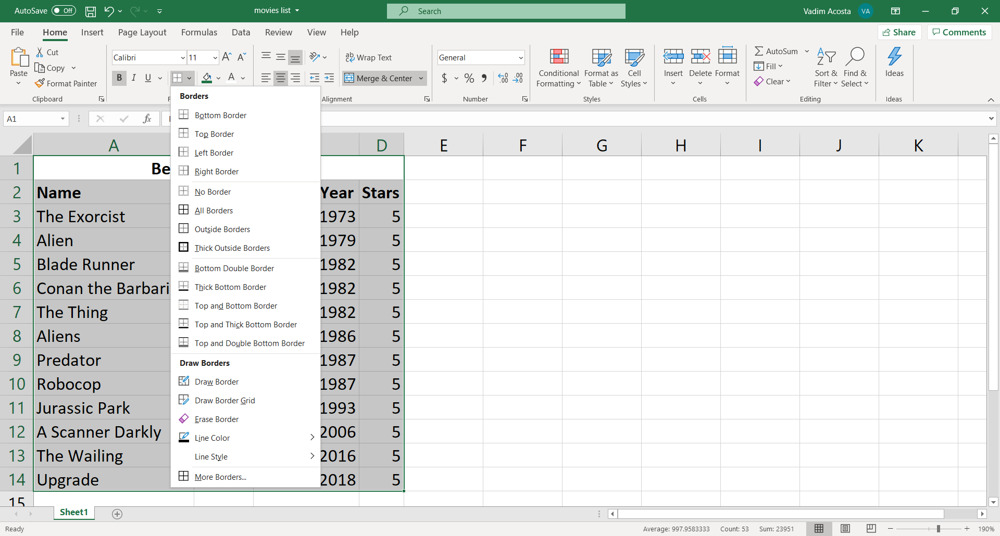 AutoSave Off movies list Search Vadim Acosta VA
File Home Insert Page Layout Formulas Data Review View Help Share Comments
Paste
Cut
Copy
Format Painter
Clipboard
Calibri 11
B I U A
Wrap Text
Merge & Center
Alignment
General
$ % 9
Number
Conditional Formatting
Format as Table
Cell Styles
Styles
Insert Delete Format
Cells
AutoSum
Fill
Clear
Sort & Filter
Find & Select
Editing
Ideas
Ideas
A1 fx
Borders
Bottom Border
Top Border
Left Border
Right Border
No Border
All Borders
Outside Borders
Thick Outside Borders
Bottom Double Border
Thick Bottom Border
Top and Bottom Border
Top and Thick Bottom Border
Top and Double Bottom Border
Draw Borders
Draw Border
Draw Border Grid
Erase Border
Line Color
Line Style
More Borders...
A D E F G H I J K
1 Be
2 Name Year Stars
3 The Exorcist 1973 5
4 Alien 1979 5
5 Blade Runner 1982 5
6 Conan the Barbari 1982 5
7 The Thing 1982 5
8 Aliens 1986 5
9 Predator 1987 5
10 Robocop 1987 5
11 Jurassic Park 1993 5
12 A Scanner Darkly 2006 5
13 The Wailing 2016 5
14 Upgrade 2018 5
15
Sheet1
Ready Average: 997.9583333 Count: 53 Sum: 23951 190%